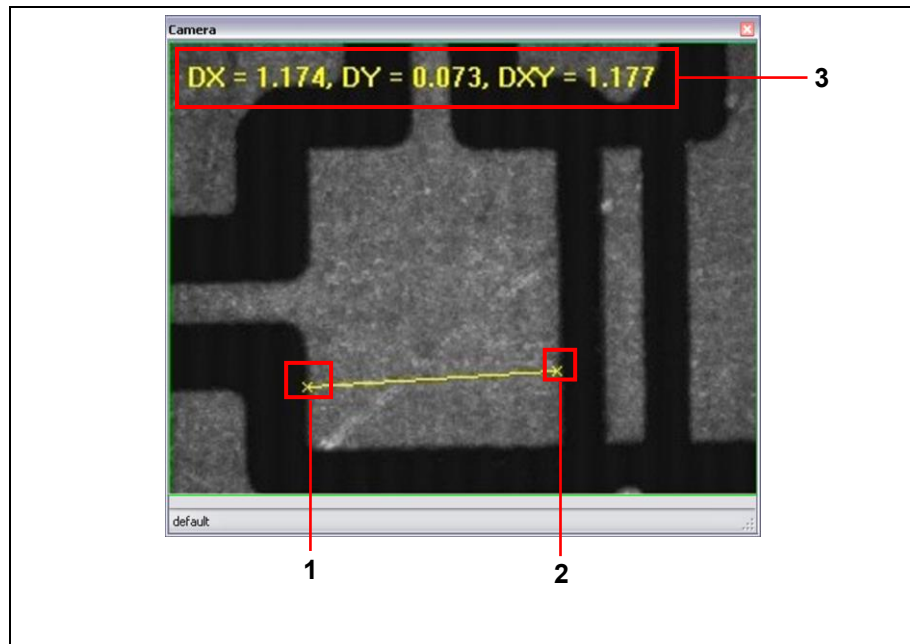 Camera
DX = 1.174, DY = 0.073, DXY = 1.177
3
default
1
2